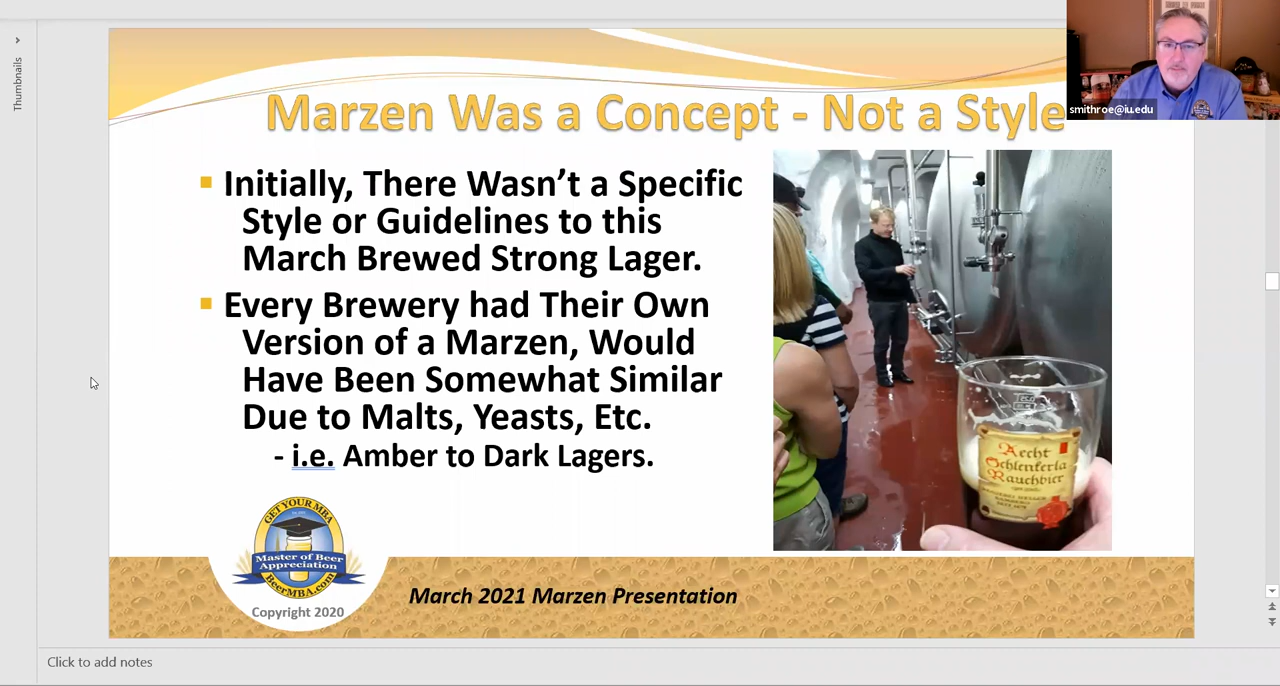 Thumbnails
Marzen Was a Concept - Not a Style
smithroe@iu.edu
Initially, There Wasn’t a Specific
Style or Guidelines to this
March Brewed Strong Lager.
Every Brewery had Their Own
Version of a Marzen, Would
Have Been Somewhat Similar
Due to Malts, Yeasts, Etc.
- i.e. Amber to Dark Lagers.
Aecht
Schlenkerla
Rauchbier
GET YOUR MBA
Master of Beer
Appreciation
BeerMBA.com
Copyright 2020
March 2021 Marzen Presentation
Click to add notes